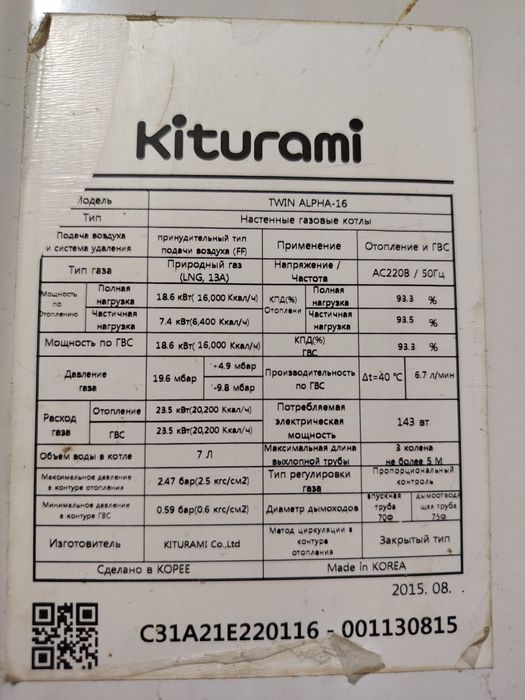 Kiturami
Модель TWIN ALPHA-16
Тип Настенные газовые котлы
Подача воздуха и система удаления принудительный тип подачи воздуха (FF) Применение Отопление и ГВС
Тип газа Природный газ (LNG, 13A) Напряжение / Частота АС220В / 50Гц
Мощность по Отоплению Полная нагрузка 18.6 кВт( 16,000 Ккал/ч) КПД(%) Отоплени Полная нагрузка 93.3 %
Частичная нагрузка 7.4 кВт(6,400 Ккал/ч) Частичная нагрузка 93.5 %
Мощность по ГВС 18.6 кВт( 16,000 Ккал/ч) КПД(%) ГВС 93.3 %
Давление газа 19.6 мбар +4.9 мбар -9.8 мбар Производительность по ГВС Δt=40 ℃ 6.7 л/мин
Расход газа Отопление 23.5 кВт(20,200 Ккал/ч) Потребляемая электрическая мощность 143 вт
ГВС 23.5 кВт(20,200 Ккал/ч)
Объем воды в котле 7 Л Максимальная длина выхлопной трубы 3 колена не более 5 М
Максимальное давление в контуре отопления 2.47 бар(2.5 кгс/см2) Тип регулировки газа Пропорциональный контроль
Минимальное давление в контуре ГВС 0.59 бар(0.6 кгс/см2) Диаметр дымоходов впускная труба 70Ф дымоотводящая труба 75Ф
Изготовитель KITURAMI Co.,Ltd Метод циркуляции в контуре отопления Закрытый тип
Сделано в КОРЕЕ Made in KOREA
2015. 08. .
C31A21E220116 - 001130815